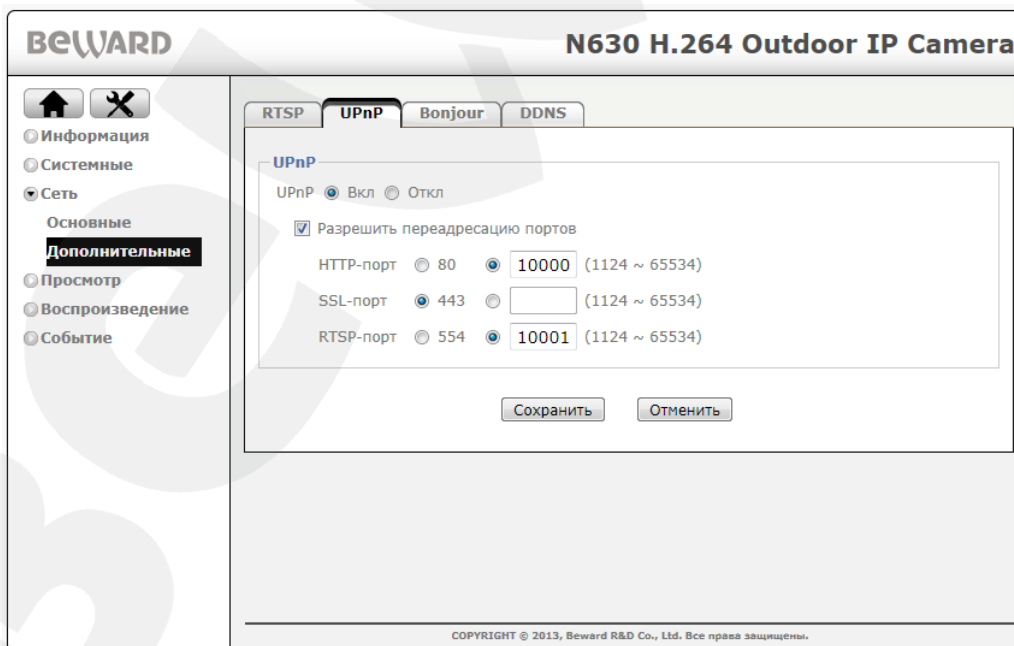 BEWARD
N630 H.264 Outdoor IP Camera
Информация
Системные
Сеть
Основные
Дополнительные
Просмотр
Воспроизведение
Событие
RTSP UPnP Bonjour DDNS
UPnP
UPnP Вкл Откл
Разрешить переадресацию портов
HTTP-порт 80 10000 (1124 ~ 65534)
SSL-порт 443 (1124 ~ 65534)
RTSP-порт 554 10001 (1124 ~ 65534)
Сохранить Отменить
COPYRIGHT © 2013, Beward R&D Co., Ltd. Все права защищены.